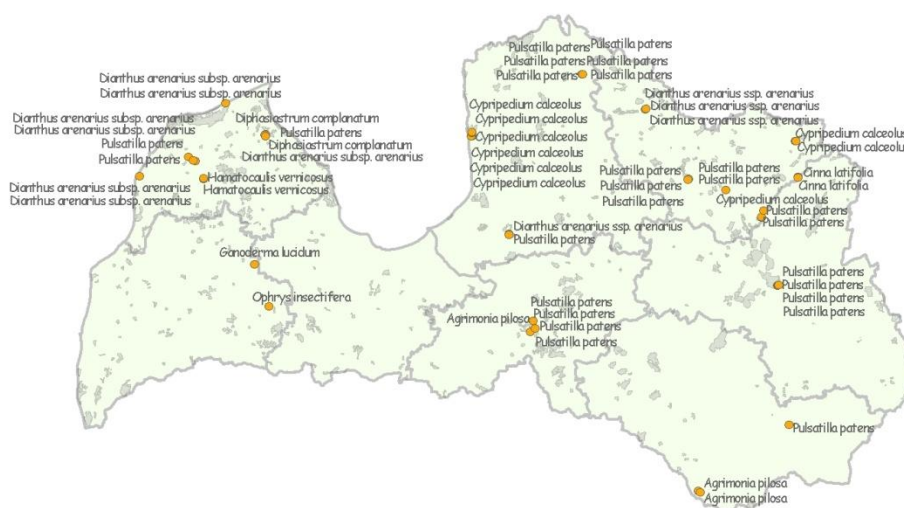 Pulsatilla patens Pulsatilla patens
Pulsatilla patens Pulsatilla patens
Pulsatilla patens Pulsatilla patens
Dianthus arenarius subsp. arenarius
Dianthus arenarius subsp. arenarius
Dianthus arenarius ssp. arenarius
Dianthus arenarius ssp. arenarius
Dianthus arenarius ssp. arenarius
Dianthus arenarius subsp. arenarius
Dianthus arenarius subsp. arenarius
Pulsatilla patens
Pulsatilla patens
Diphasiastrum complanatum
Pulsatilla patens
Diphasiastrum complanatum
Dianthus arenarius subsp. arenarius
Cypripedium calceolus
Cypripedium calceolus
Cypripedium calceolus
Cypripedium calceolus
Cypripedium calceolus
Cypripedium calceolus
Cypripedium calceolus
Cypripedium calceolus
Hamatocaulis vernicosus
Hamatocaulis vernicosus
Dianthus arenarius subsp. arenarius
Dianthus arenarius subsp. arenarius
Pulsatilla patens
Pulsatilla patens
Pulsatilla patens
Pulsatilla patens
Pulsatilla patens
Cinna latifolia
Cinna latifolia
Cypripedium calceolus
Pulsatilla patens
Pulsatilla patens
Dianthus arenarius ssp. arenarius
Pulsatilla patens
Ganoderma lucidum
Ophrys insectifera
Pulsatilla patens
Pulsatilla patens
Pulsatilla patens
Pulsatilla patens
Pulsatilla patens
Pulsatilla patens
Agrimonia pilosa
Pulsatilla patens
Pulsatilla patens
Pulsatilla patens
Agrimonia pilosa
Agrimonia pilosa